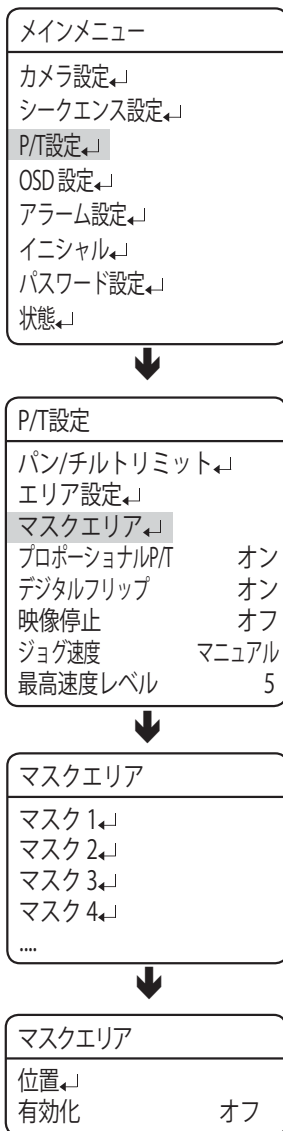 メインメニュー
カメラ設定↵
シークエンス設定↵
P/T設定↵
OSD 設定↵
アラーム設定↵
イニシャル↵
パスワード設定↵
状態↵
P/T設定
パン/チルトリミット↵
エリア設定↵
マスクエリア↵
プロポーショナルP/T オン
デジタルフリップ オン
映像停止 オフ
ジョグ速度 マニュアル
最高速度レベル 5
マスクエリア
マスク 1↵
マスク 2↵
マスク 3↵
マスク 4↵
....
マスクエリア
位置↵
有効化 オフ